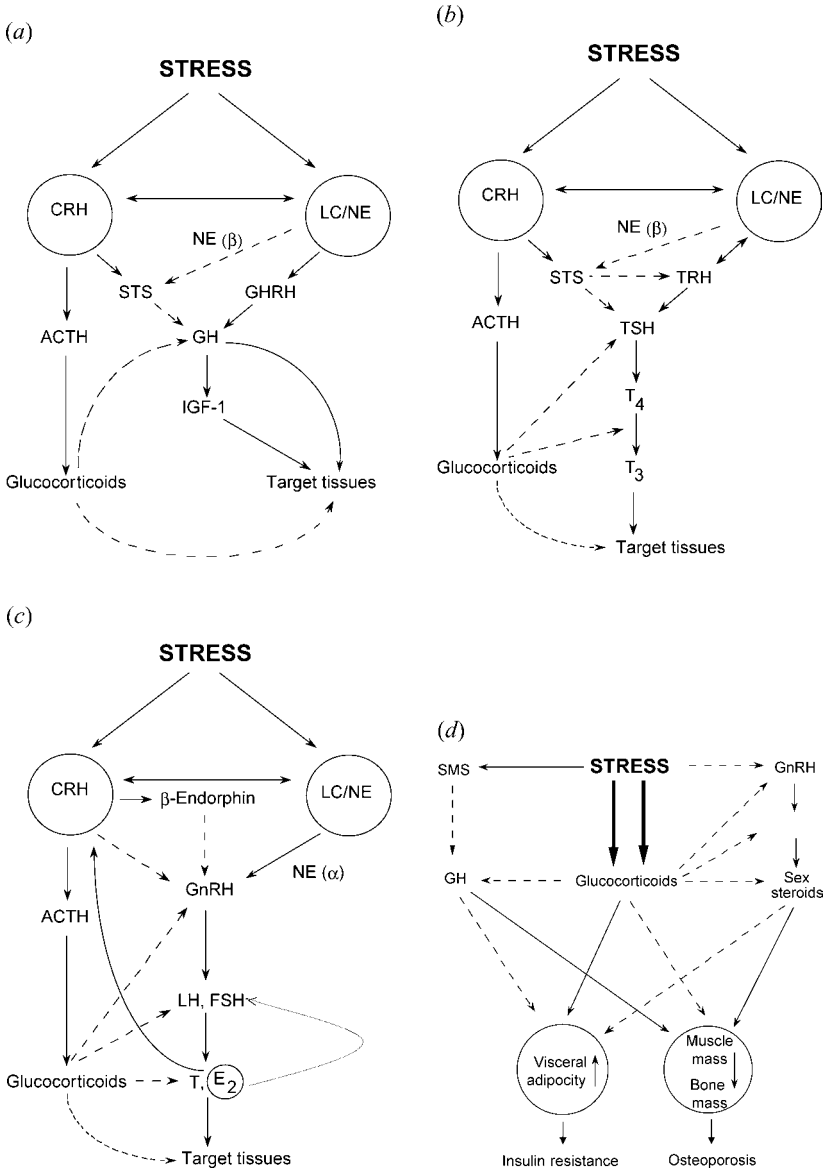 (a)
STRESS
CRH
LC/NE
NE (β)
STS
GHRH
ACTH
GH
IGF-1
Glucocorticoids
Target tissues
(b)
STRESS
CRH
LC/NE
NE (β)
STS
TRH
ACTH
TSH
T4
Glucocorticoids
T3
Target tissues
(c)
STRESS
CRH
β-Endorphin
LC/NE
NE (α)
GnRH
ACTH
LH, FSH
Glucocorticoids
T, E2
Target tissues
(d)
SMS
STRESS
GnRH
GH
Glucocorticoids
Sex
steroids
Visceral
adipocity
Muscle
mass
Bone
mass
Insulin resistance
Osteoporosis